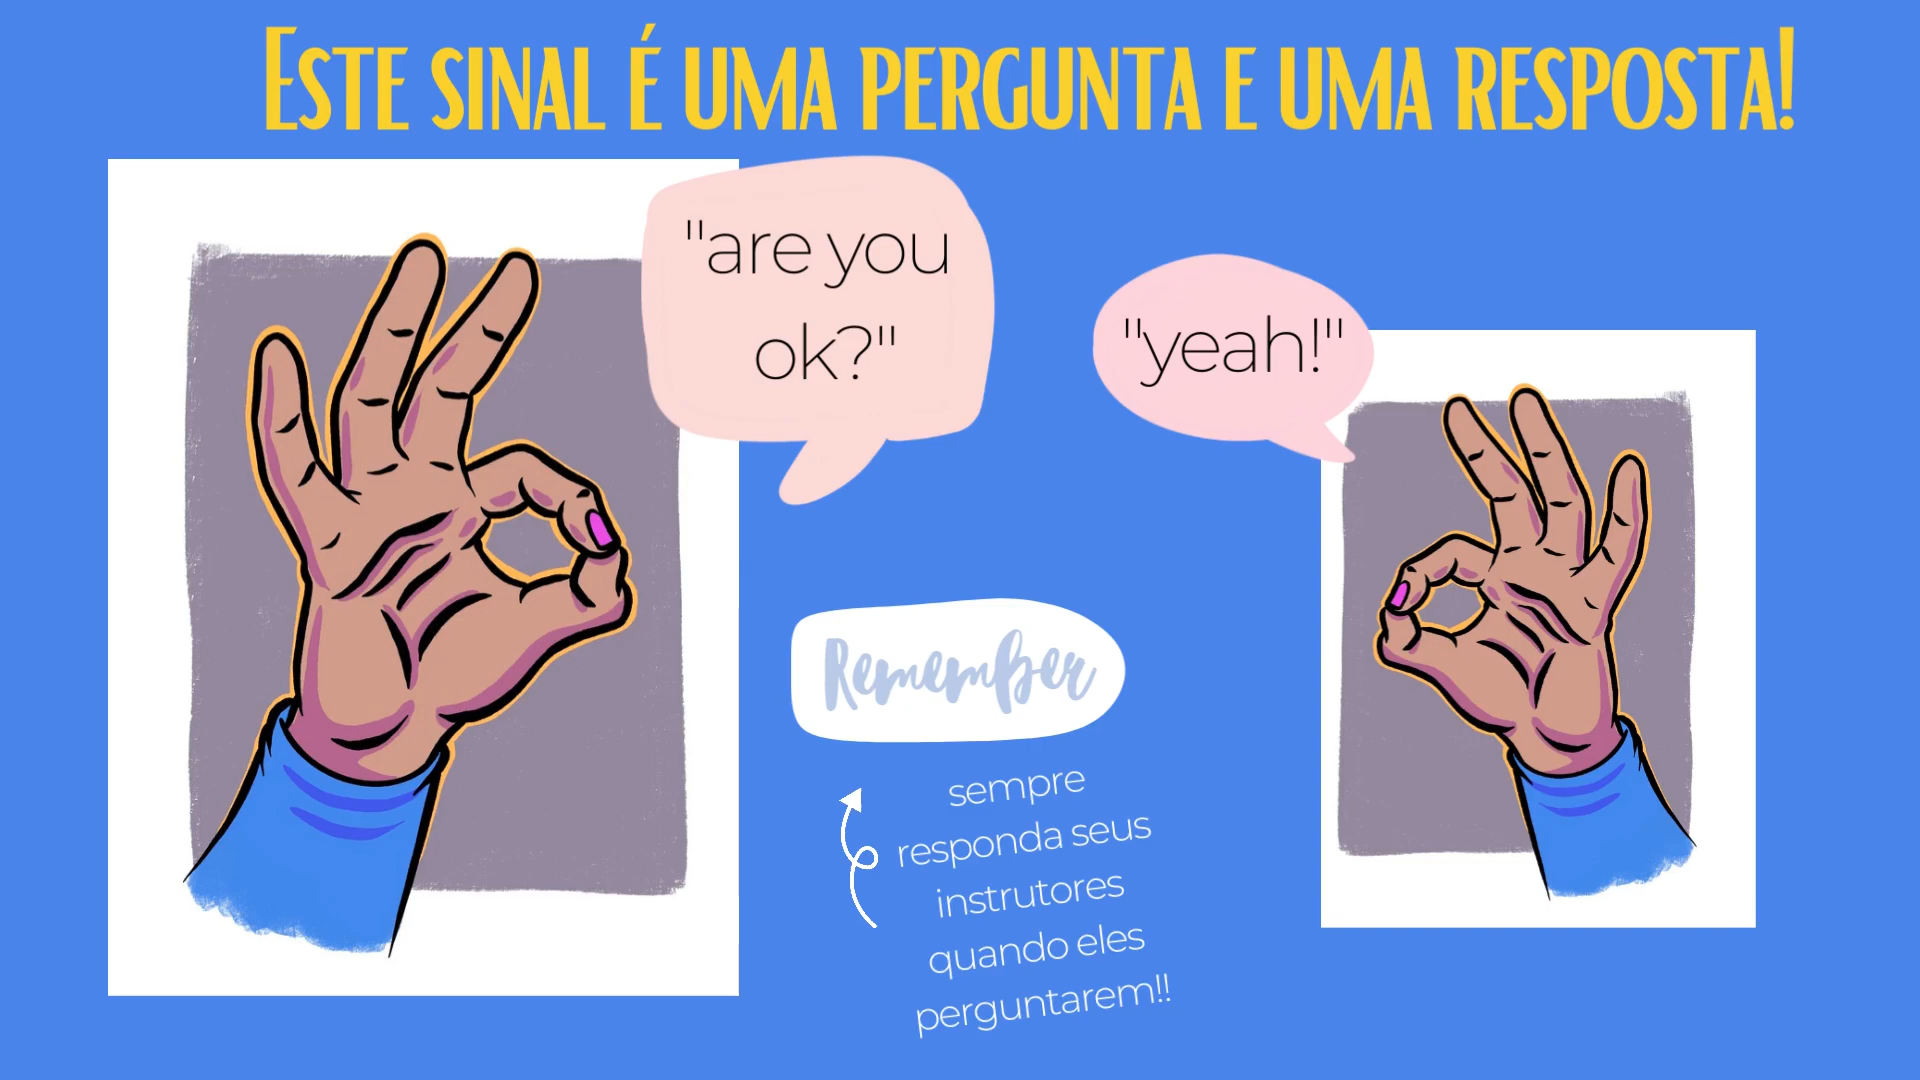 ESTE SINAL É UMA PERGUNTA E UMA RESPOSTA!
"are you
ok?"
"yeah!"
Remember
sempre
responda seus
instrutores
quando eles
perguntarem!!